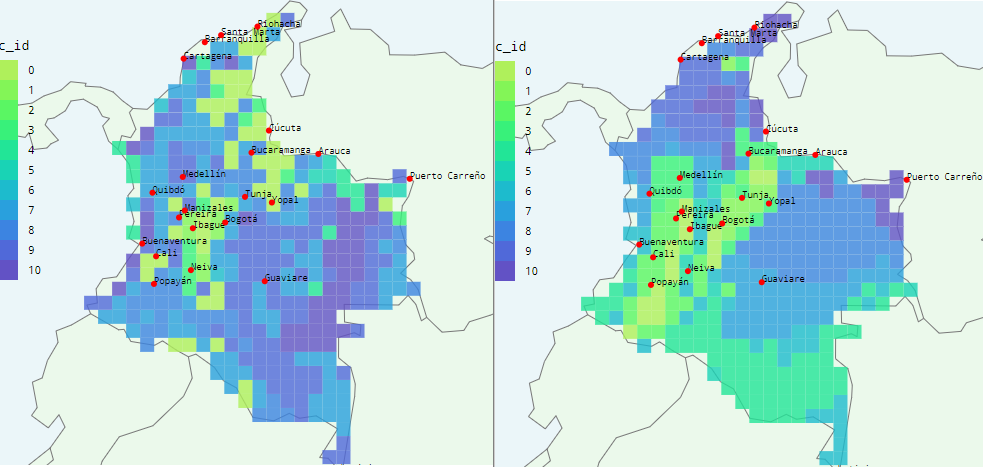 c_id
0
1
2
3
4
5
6
7
8
9
10
Riohacha
Santa Marta
Barranquilla
Cartagena
Cúcuta
Bucaramanga
Arauca
Medellín
Puerto Carreño
Quibdó
Tunja
Yopal
Manizales
Pereira
Ibagué
Bogotá
Buenaventura
Cali
Neiva
Popayán
Guaviare
c_id
0
1
2
3
4
5
6
7
8
9
10
Riohacha
Santa Marta
Barranquilla
Cartagena
Cúcuta
Bucaramanga
Arauca
Medellín
Puerto Carreño
Quibdó
Tunja
Yopal
Manizales
Pereira
Ibagué
Bogotá
Buenaventura
Cali
Neiva
Popayán
Guaviare